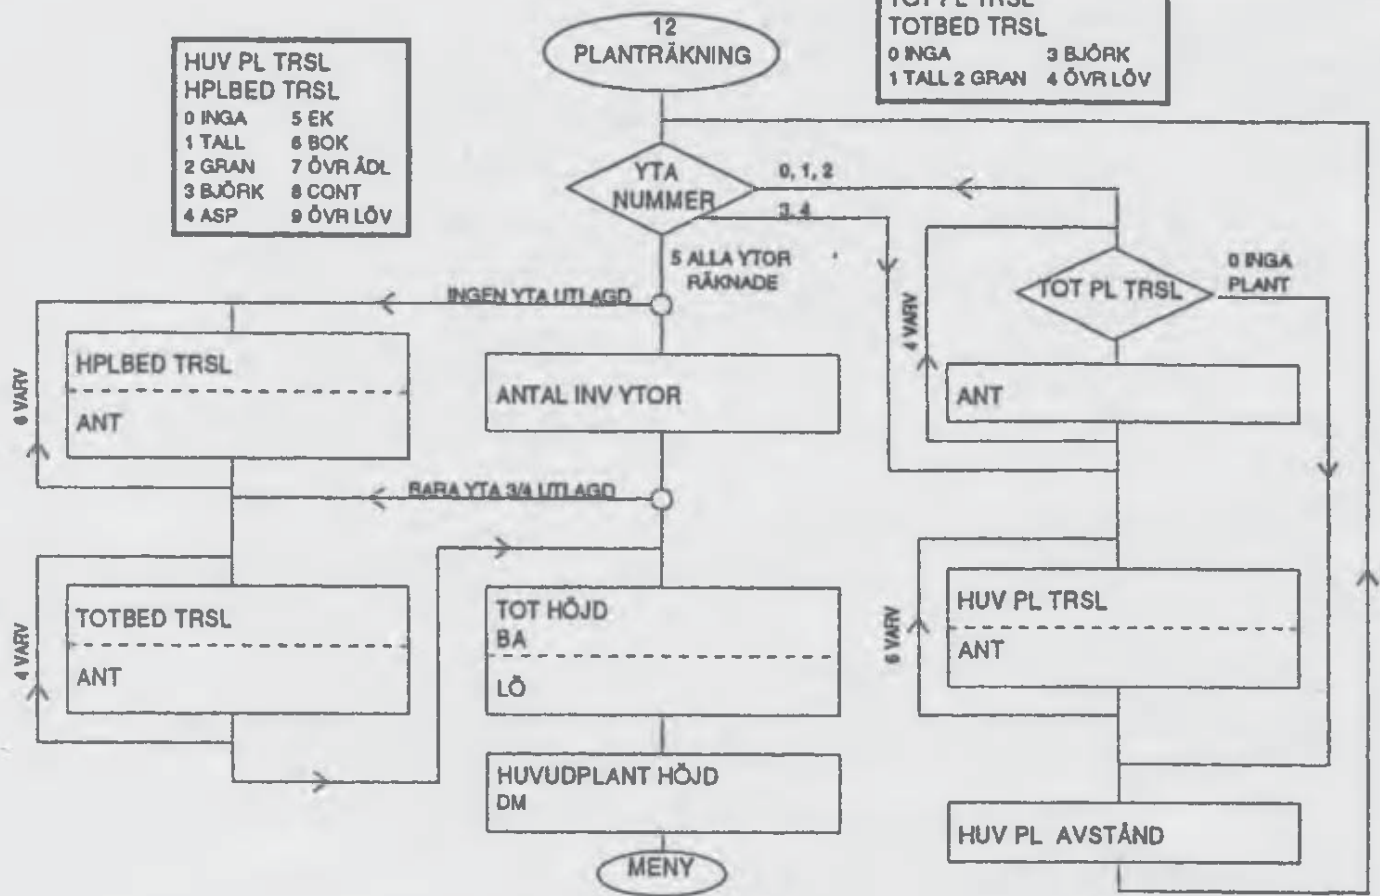 12
PLANTRÄKNING
HUV PL TRSL
HPLBED TRSL
0 INGA 5 EK
1 TALL 6 BOK
2 GRAN 7 ÖVR ÄDL
3 BJÖRK 8 CONT
4 ASP 9 ÖVR LÖV
TOT PL TRSL
TOTBED TRSL
0 INGA 3 BJÖRK
1 TALL 2 GRAN 4 ÖVR LÖV
YTA
NUMMER
0, 1, 2
3, 4
5 ALLA YTOR
RÄKNADE
INGEN YTA UTLAGD
HPLBED TRSL
ANT
6 VARV
ANTAL INV YTOR
BARA YTA 3/4 UTLAGD
TOTBED TRSL
ANT
4 VARV
TOT HÖJD
BA
LÖ
HUVUDPLANT HÖJD
DM
MENY
TOT PL TRSL
0 INGA
PLANT
4 VARV
ANT
HUV PL TRSL
ANT
6 VARV
HUV PL AVSTÅND